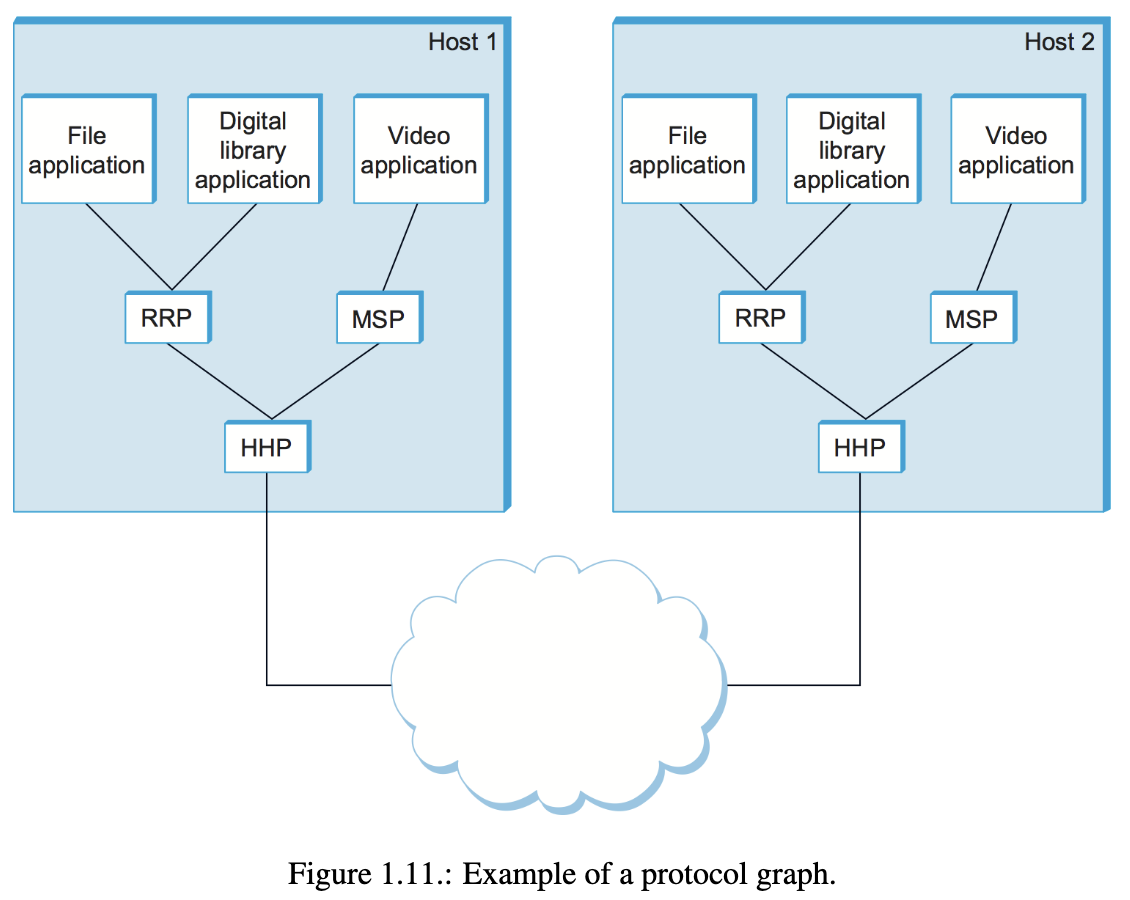 Host 1
File
application
Digital
library
application
Video
application
RRP
MSP
HHP
Host 2
File
application
Digital
library
application
Video
application
RRP
MSP
HHP
Figure 1.11.: Example of a protocol graph.